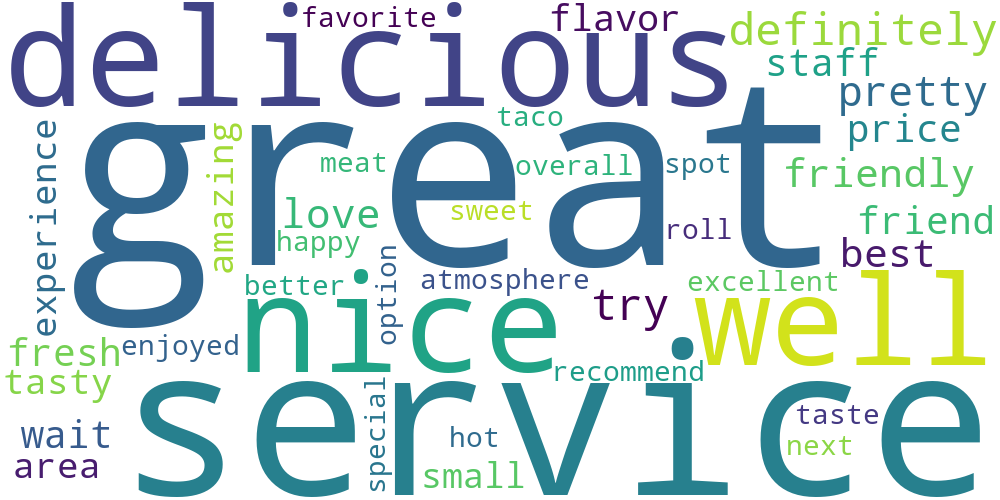 favorite
flavor
delicious
definitely
staff
pretty
great
taco
price
experience
amazing
meat
overall
spot
friendly
love
sweet
roll
friend
happy
best
option
atmosphere
better
excellent
nice
try
well
fresh
enjoyed
recommend
tasty
service
special
wait
hot
taste
next
area
small